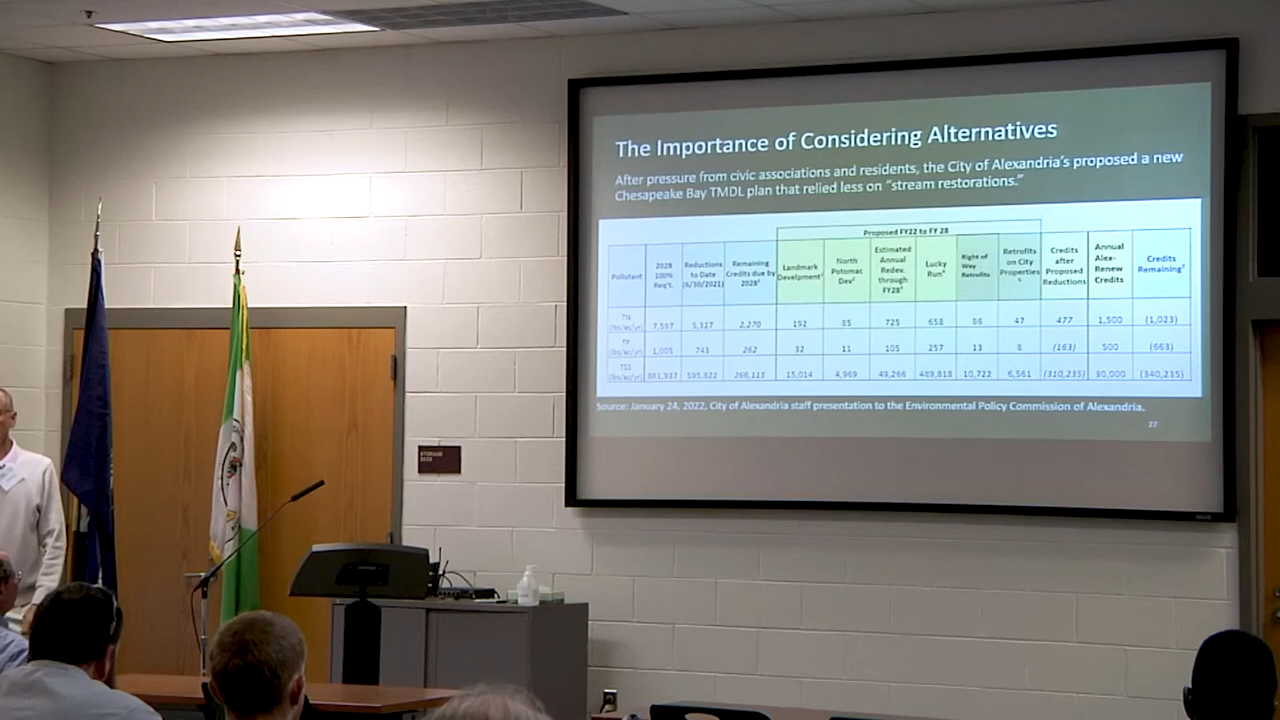 The Importance of Considering Alternatives
After pressure from civic associations and residents, the City of Alexandria's proposed a new
Chesapeake Bay TMDL plan that relied less on "stream restorations."
Proposed FY22 to FY 28
Pollutant 2028 100% Req't. Reductions to Date (6/30/2021) Remaining Credits due by 2028 Landmark Develpment North Potomac Dev Estimated Annual Redev. through FY28 Lucky Run Right of Way Retrofits Retrofits on City Properties Credits after Proposed Reductions Annual Alex-Renew Credits Credits Remaining
TN (lbs/ac/yr) 7,597 5,327 2,270 192 85 725 658 86 47 477 1,500 (1,023)
TP (lbs/ac/yr) 1,005 743 262 32 11 105 257 13 8 (163) 500 (663)
TSS (lbs/ac/yr) 861,937 595,822 266,115 15,014 4,969 49,266 489,818 10,722 6,561 (310,235) 30,000 (340,235)
Source: January 24, 2022, City of Alexandria staff presentation to the Environmental Policy Commission of Alexandria.
27
STORAGE